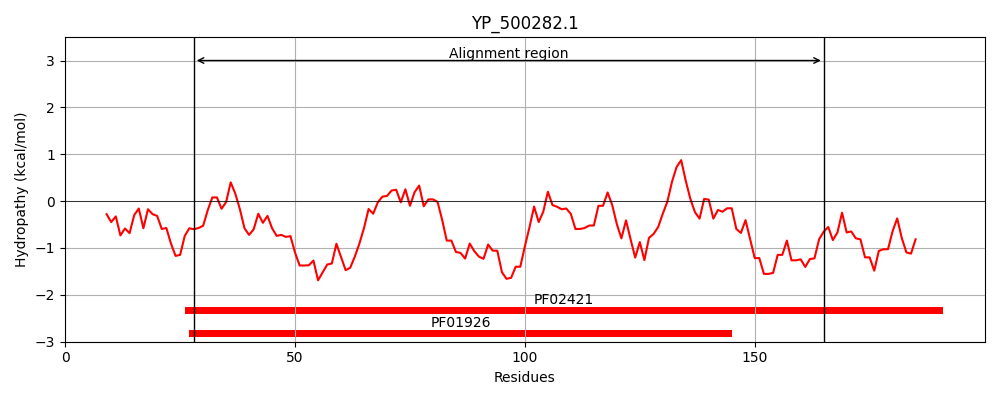 YP_500282.1
Alignment region
3
2
1
0
−1
−2
−3
Hydropathy (kcal/mol)
PF02421
PF01926
0
50
100
150
Residues